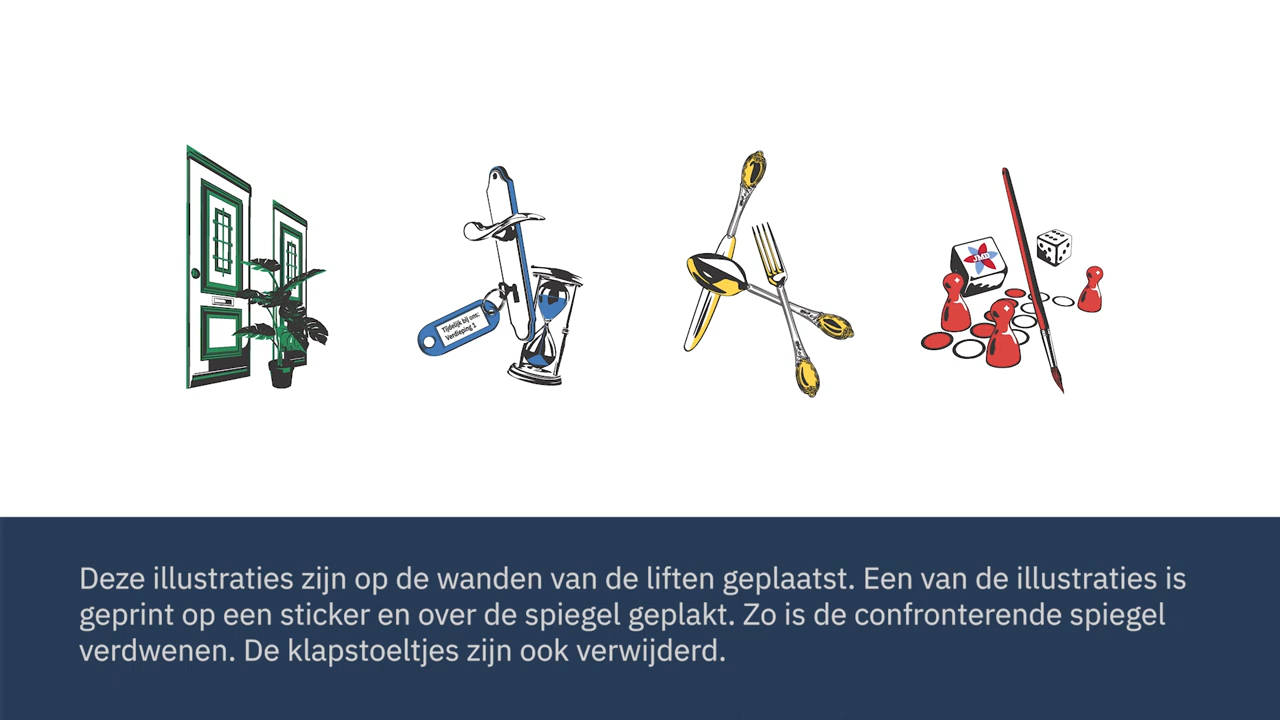 Tijdelijk bij ons:
Verdieping 1
JMB
Deze illustraties zijn op de wanden van de liften geplaatst. Een van de illustraties is
geprint op een sticker en over de spiegel geplakt. Zo is de confronterende spiegel
verdwenen. De klapstoeltjes zijn ook verwijderd.